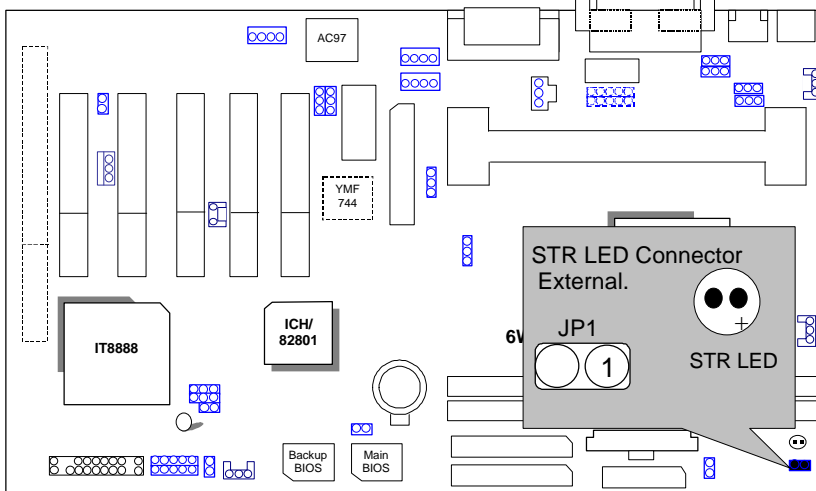 AC97
YMF
744
STR LED Connector
External.
JP1
1
STR LED
IT8888
ICH/
82801
Backup
BIOS
Main
BIOS